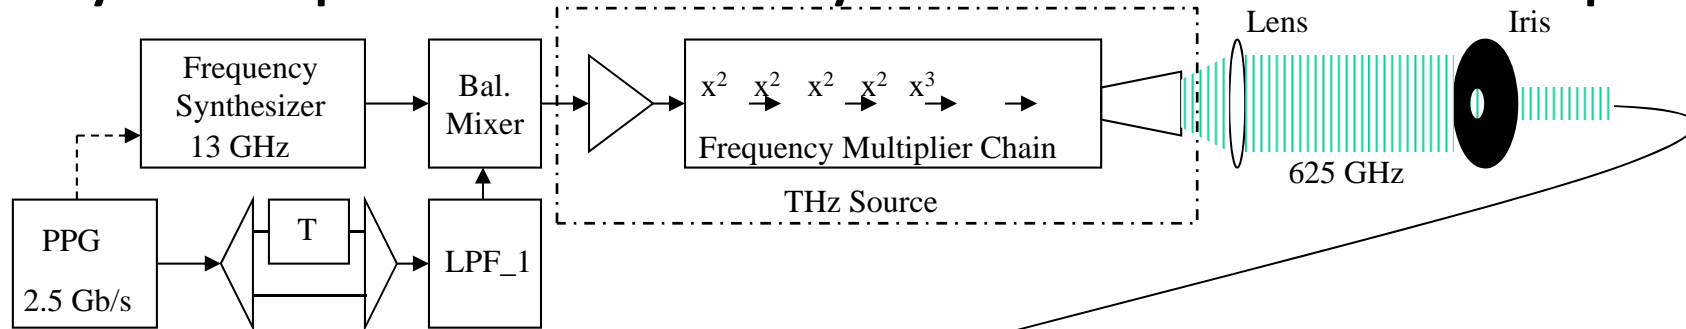 Lens
Iris
Frequency
Synthesizer
13 GHz
Bal.
Mixer
x2 x2 x2 x2 x3
Frequency Multiplier Chain
THz Source
625 GHz
PPG
2.5 Gb/s
T
LPF_1